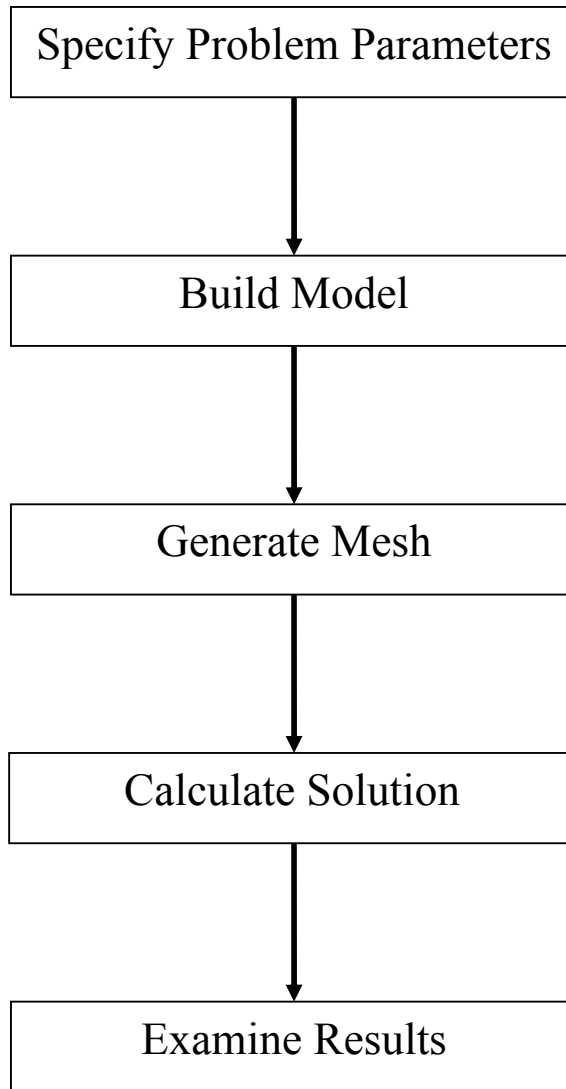 Specify Problem Parameters
Build Model
Generate Mesh
Calculate Solution
Examine Results